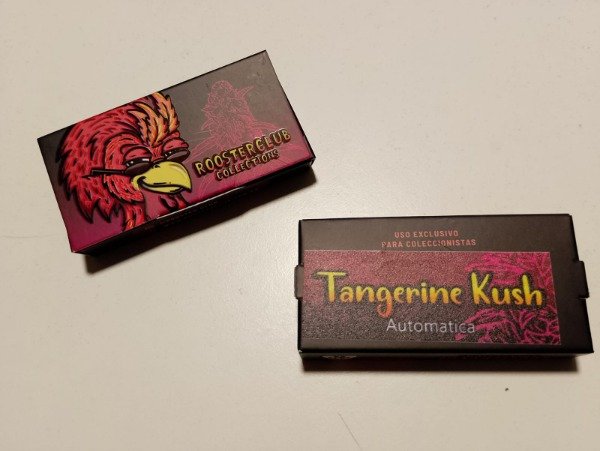 ROOSTERCLUB
COLLECTIONS
USO EXCLUSIVO
PARA COLECCIONISTAS
Tangerine Kush
Automatica